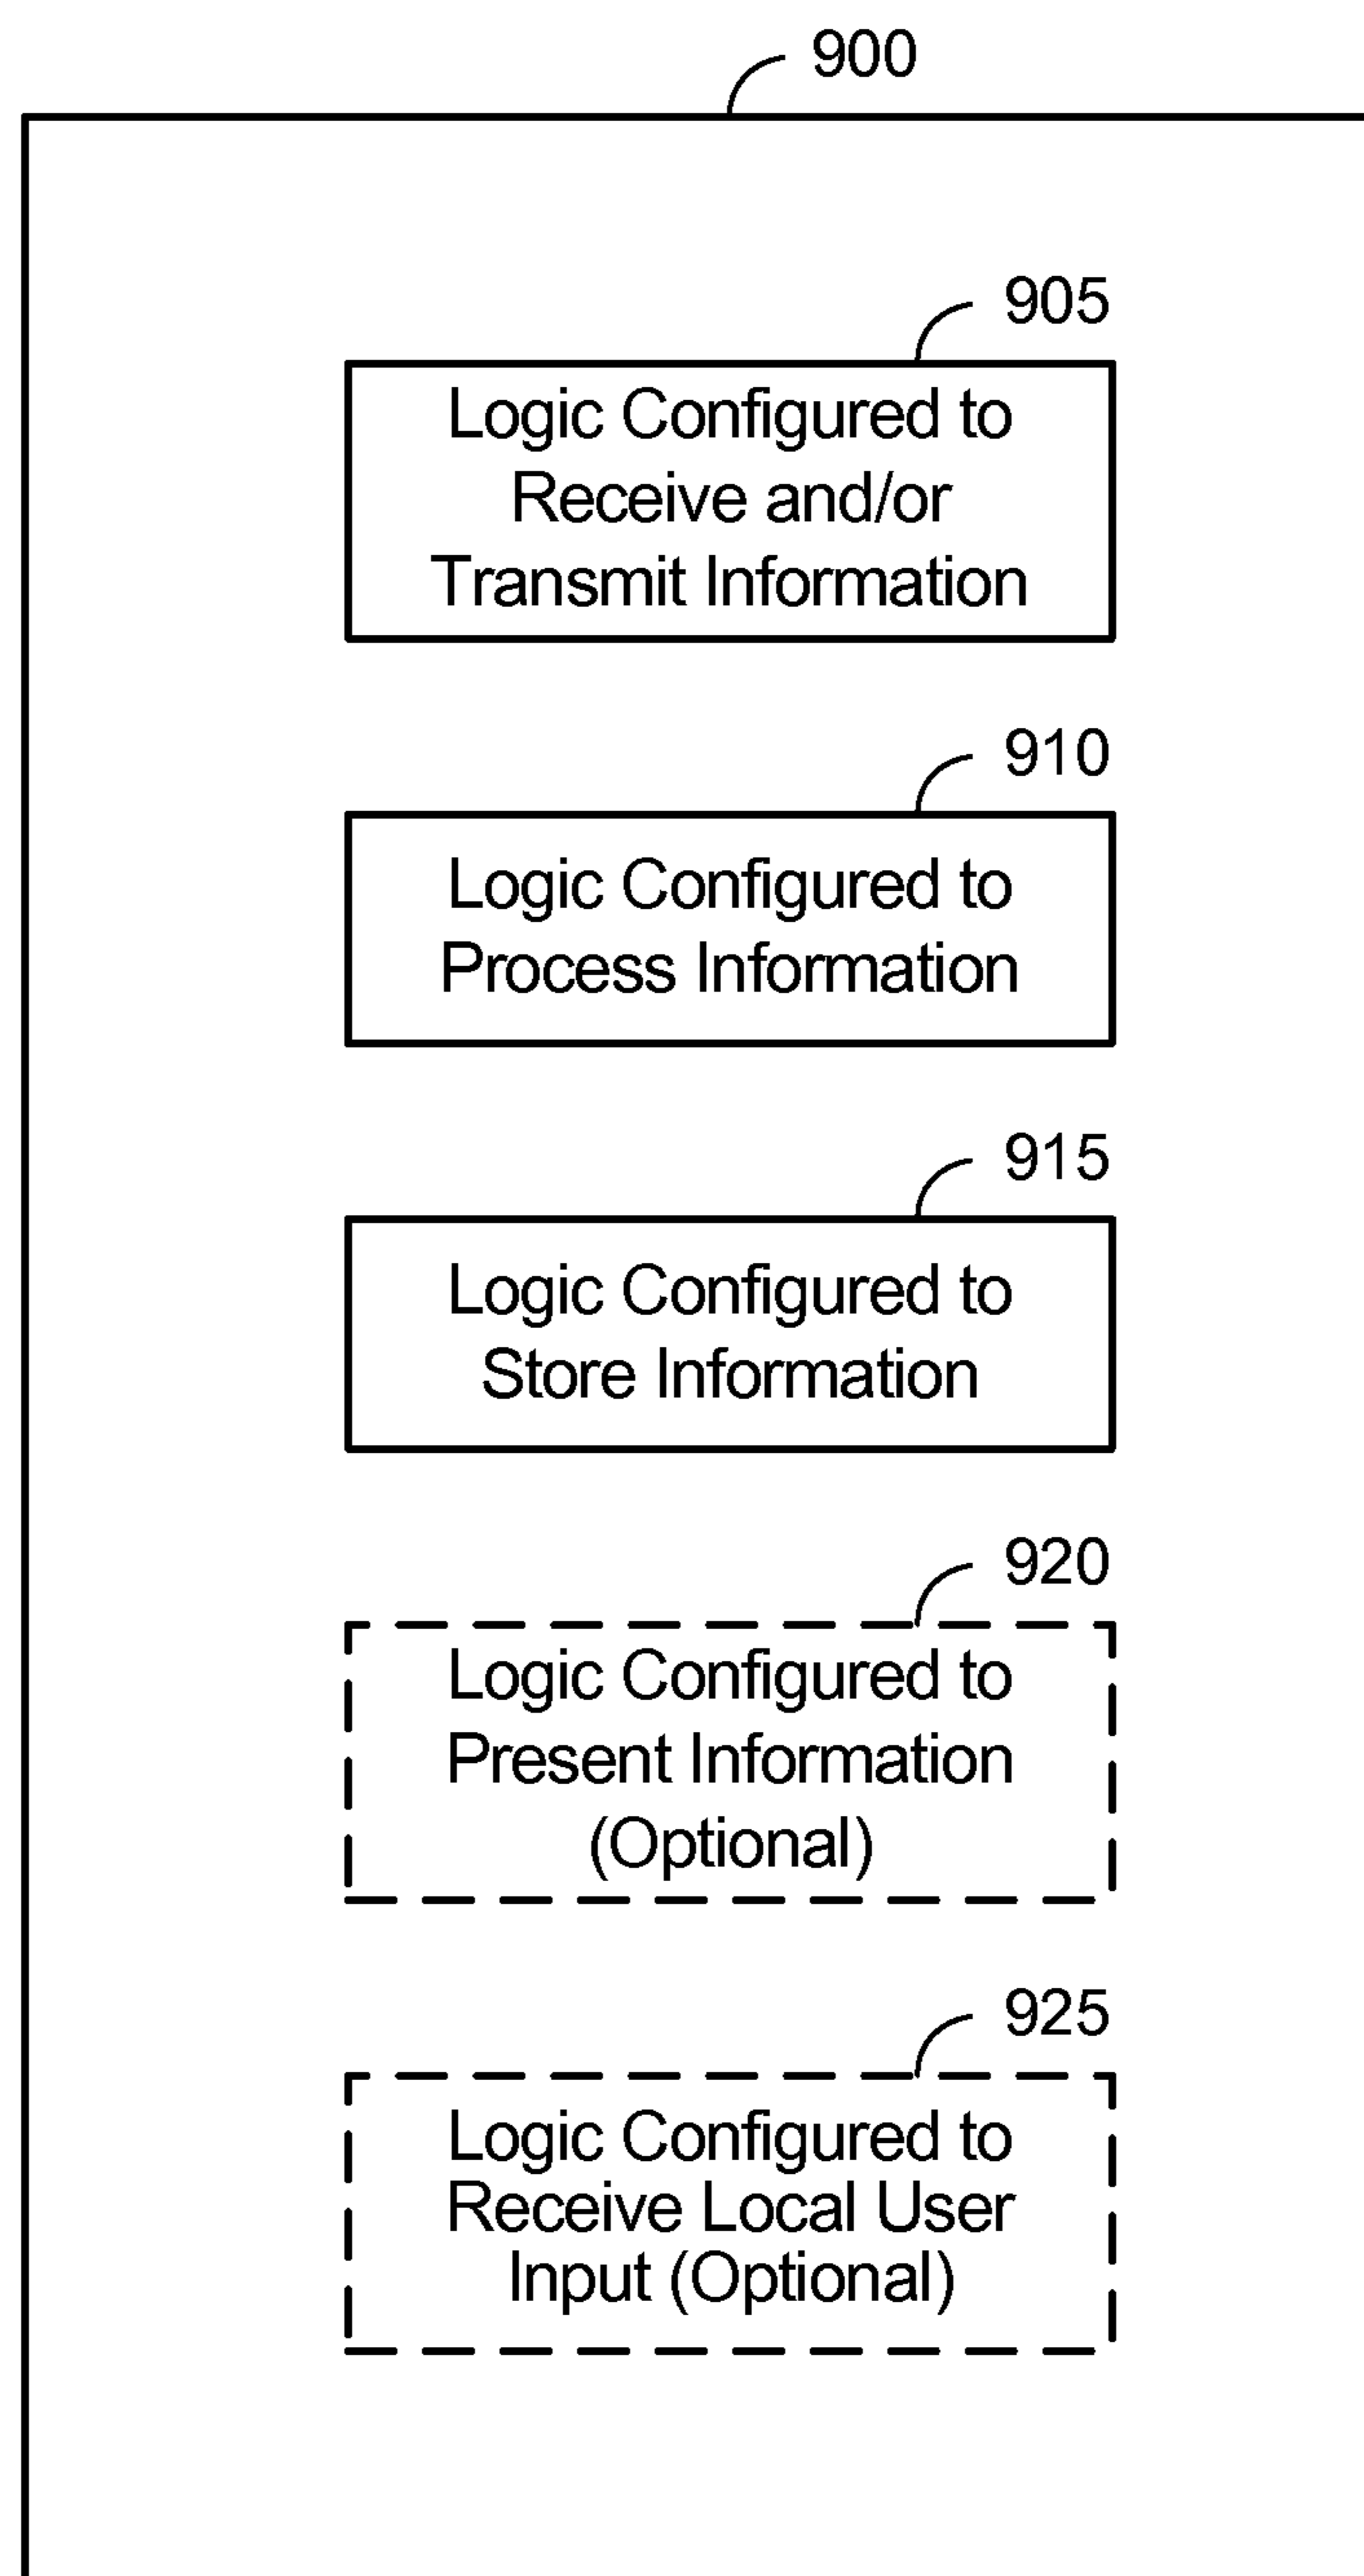 900
905
Logic Configured to
Receive and/or
Transmit Information
910
Logic Configured to
Process Information
915
Logic Configured to
Store Information
920
Logic Configured to
Present Information
(Optional)
925
Logic Configured to
Receive Local User
Input (Optional)